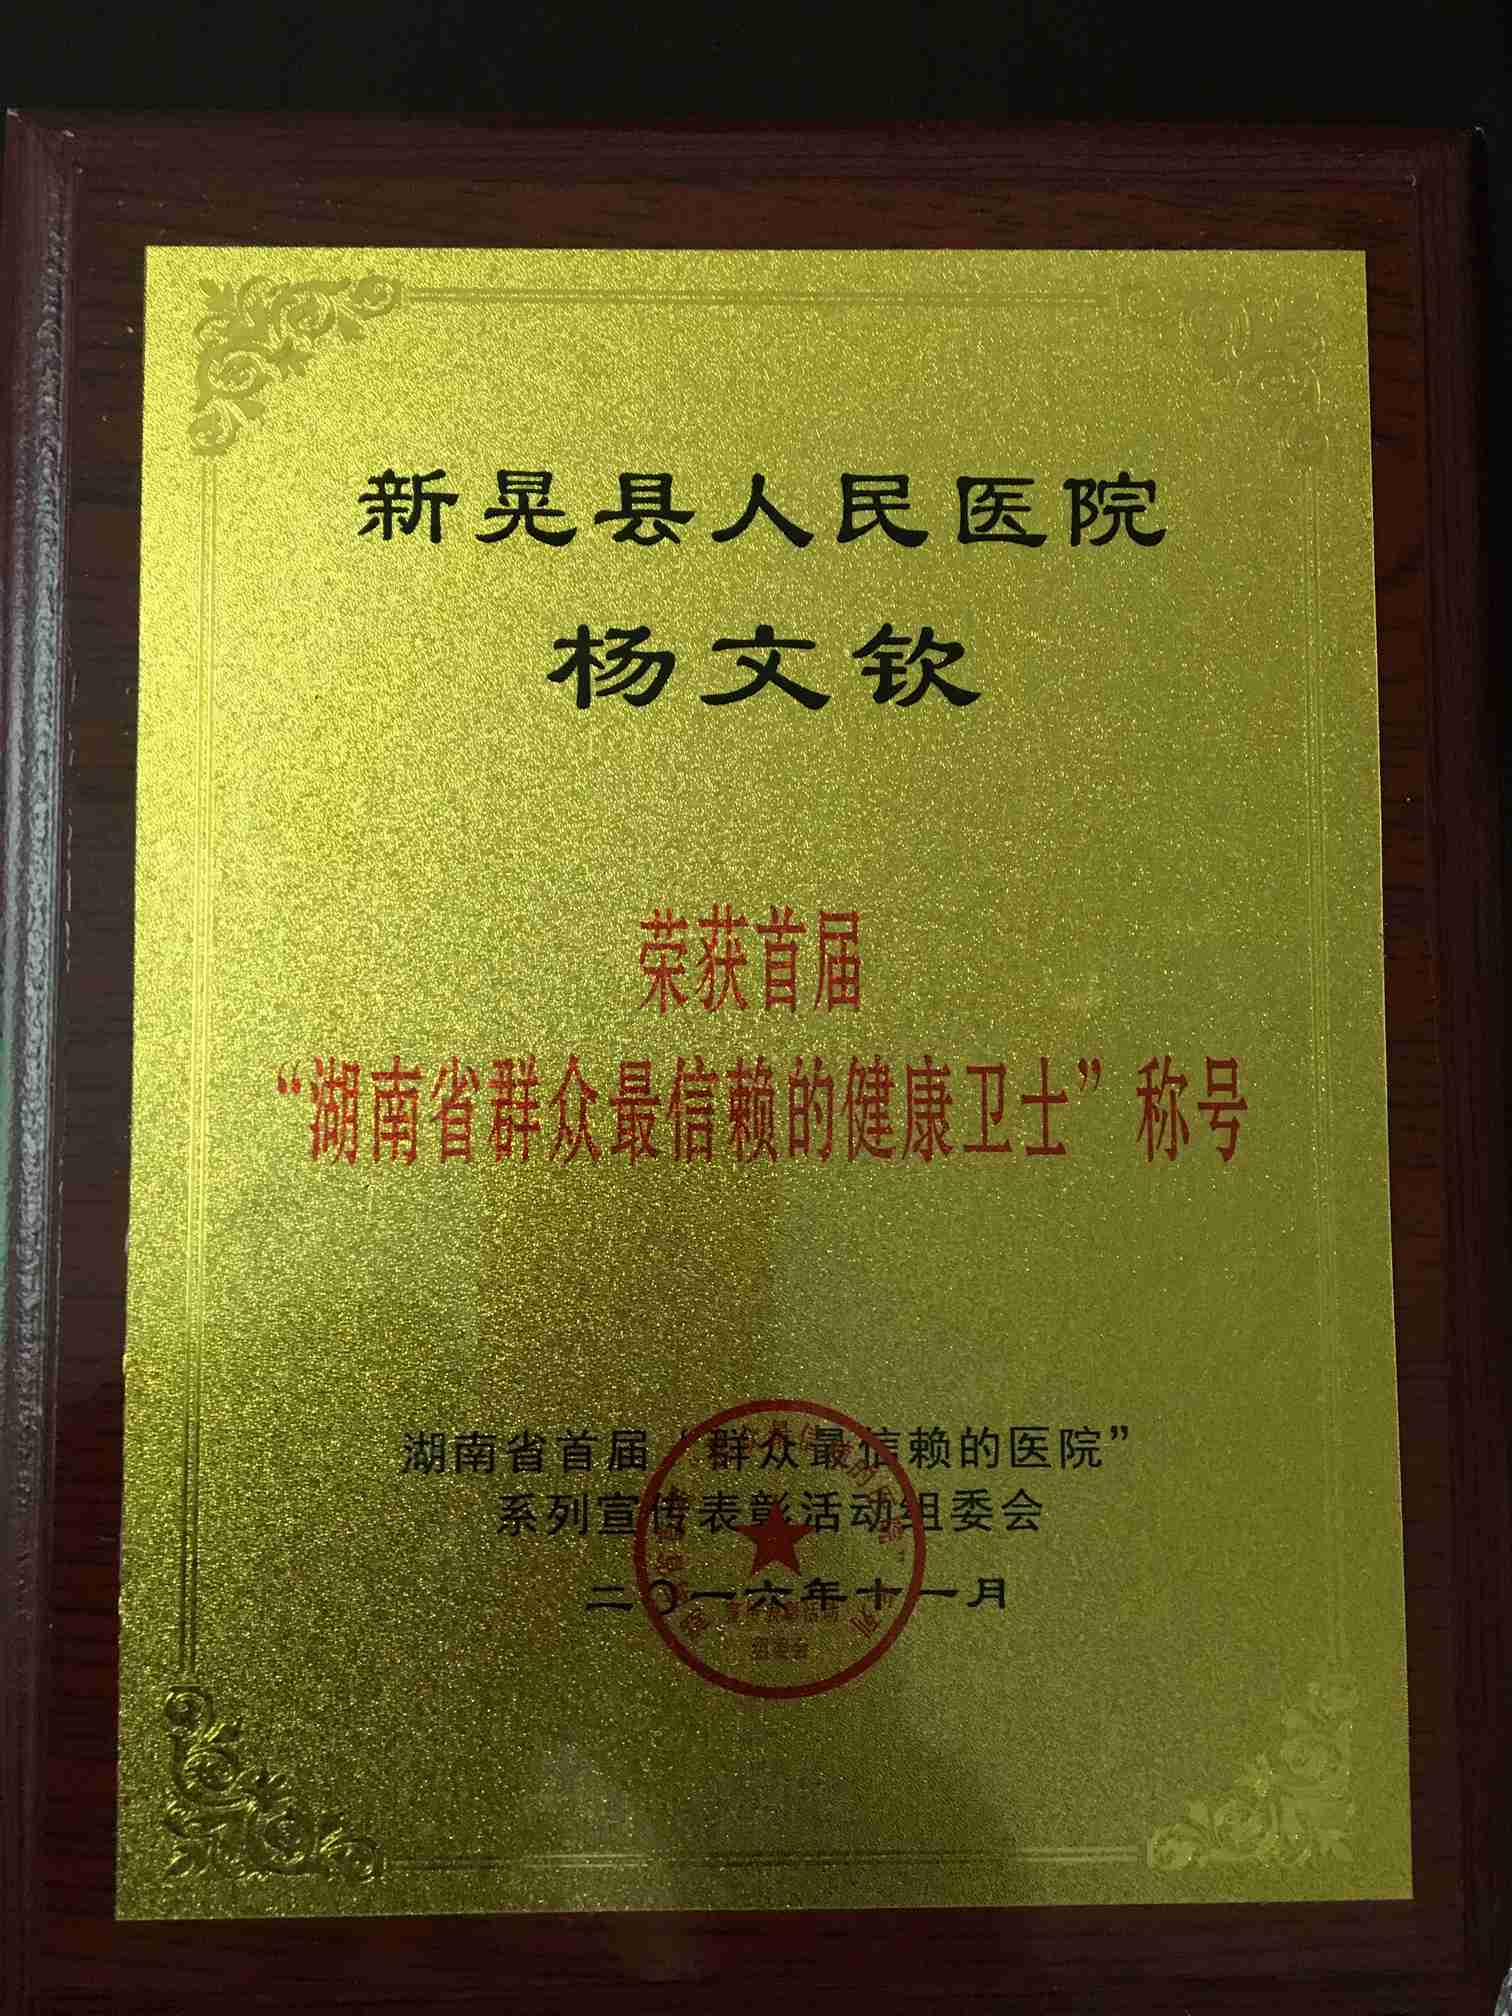 新晃县人民医院
杨文钦
荣获首届
“湖南省群众最信赖的健康卫士”称号
湖南省首届“群众最信赖的医院”
系列宣传表彰活动组委会
二〇一六年十一月
组委会